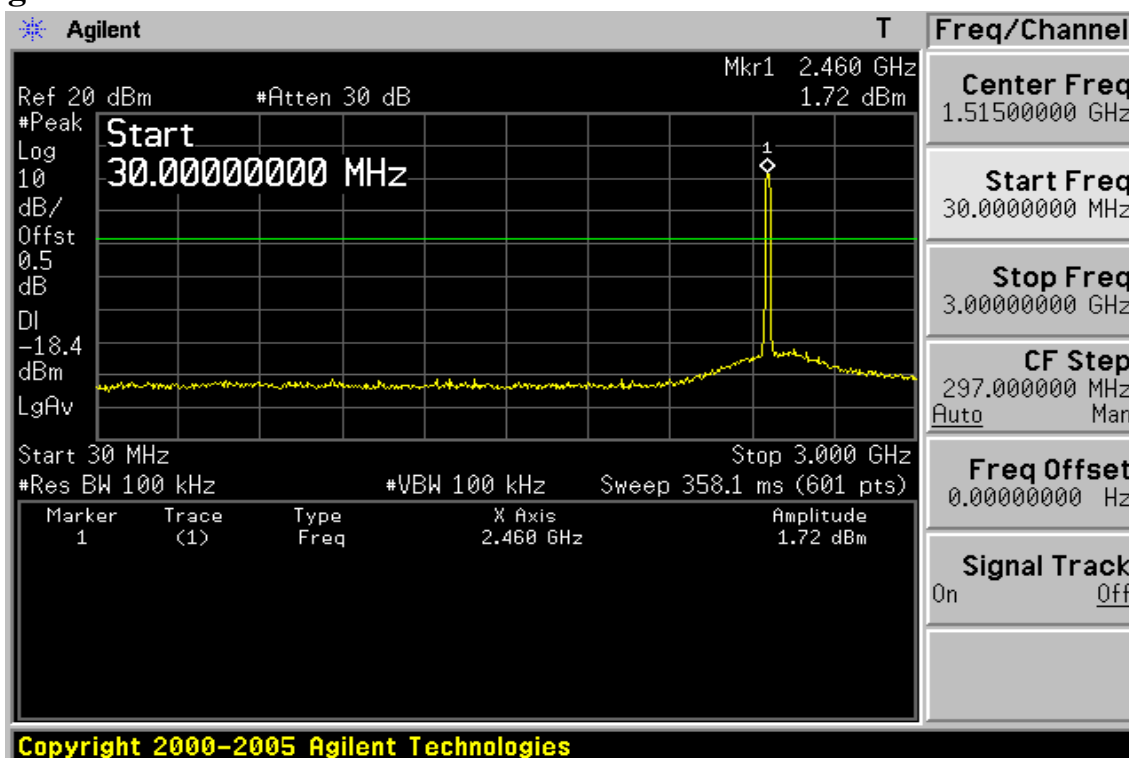 Agilent T Freq/Channel
Mkr1 2.460 GHz
Ref 20 dBm #Atten 30 dB 1.72 dBm
#Peak
Log
10
dB/
Offst
0.5
dB
DI
-18.4
dBm
LgAv
Start
30.00000000 MHz
1
Start 30 MHz Stop 3.000 GHz
#Res BW 100 kHz #VBW 100 kHz Sweep 358.1 ms (601 pts)
Marker Trace Type X Axis Amplitude
1 (1) Freq 2.460 GHz 1.72 dBm
Center Freq
1.51500000 GHz
Start Freq
30.0000000 MHz
Stop Freq
3.00000000 GHz
CF Step
297.000000 MHz
Auto Man
Freq Offset
0.00000000 Hz
Signal Track
On Off
Copyright 2000-2005 Agilent Technologies